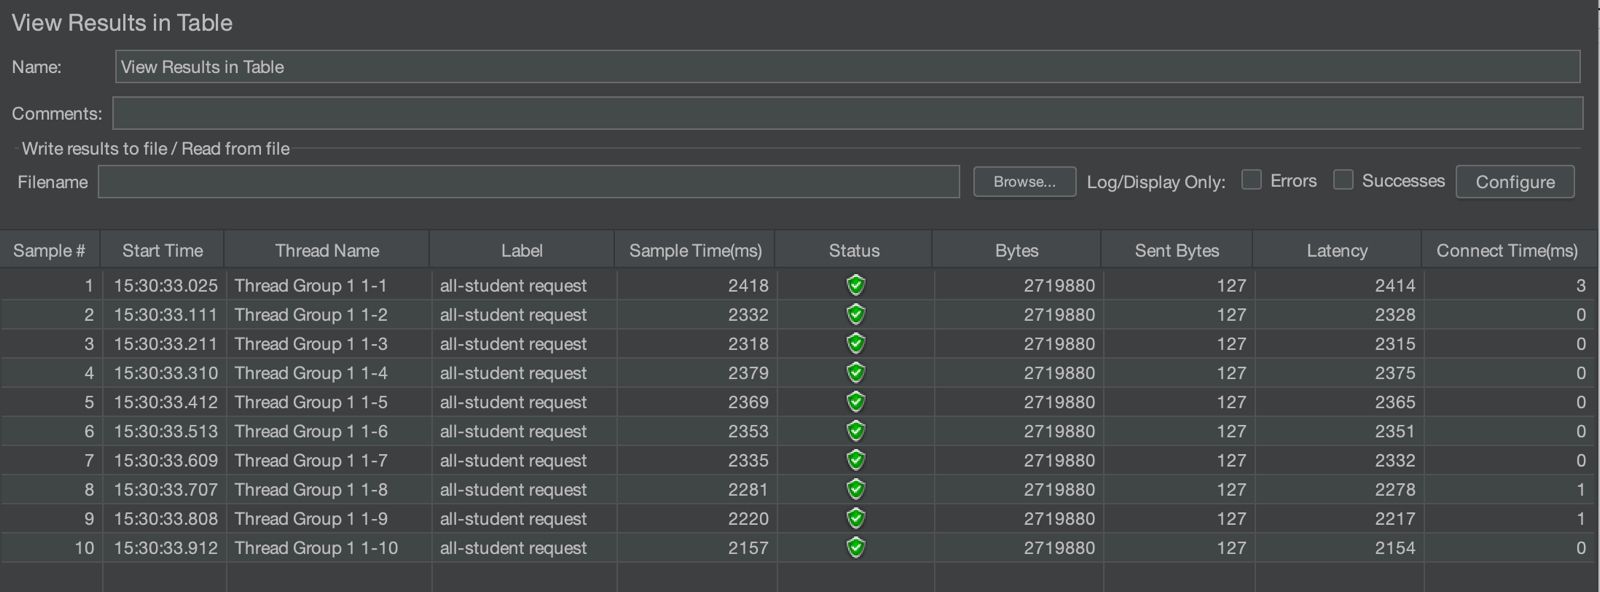 View Results in Table
Name: View Results in Table
Comments:
Write results to file / Read from file
Filename Browse... Log/Display Only: Errors Successes Configure
Sample # Start Time Thread Name Label Sample Time(ms) Status Bytes Sent Bytes Latency Connect Time(ms)
1 15:30:33.025 Thread Group 1 1-1 all-student request 2418 2719880 127 2414 3
2 15:30:33.111 Thread Group 1 1-2 all-student request 2332 2719880 127 2328 0
3 15:30:33.211 Thread Group 1 1-3 all-student request 2318 2719880 127 2315 0
4 15:30:33.310 Thread Group 1 1-4 all-student request 2379 2719880 127 2375 0
5 15:30:33.412 Thread Group 1 1-5 all-student request 2369 2719880 127 2365 0
6 15:30:33.513 Thread Group 1 1-6 all-student request 2353 2719880 127 2351 0
7 15:30:33.609 Thread Group 1 1-7 all-student request 2335 2719880 127 2332 0
8 15:30:33.707 Thread Group 1 1-8 all-student request 2281 2719880 127 2278 1
9 15:30:33.808 Thread Group 1 1-9 all-student request 2220 2719880 127 2217 1
10 15:30:33.912 Thread Group 1 1-10 all-student request 2157 2719880 127 2154 0